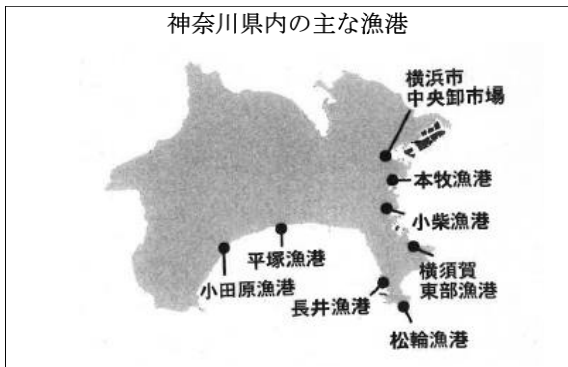 神奈川県内の主な漁港
横浜市
中央卸市場
本牧漁港
小柴漁港
横須賀
東部漁港
平塚漁港
小田原漁港
長井漁港
松輪漁港